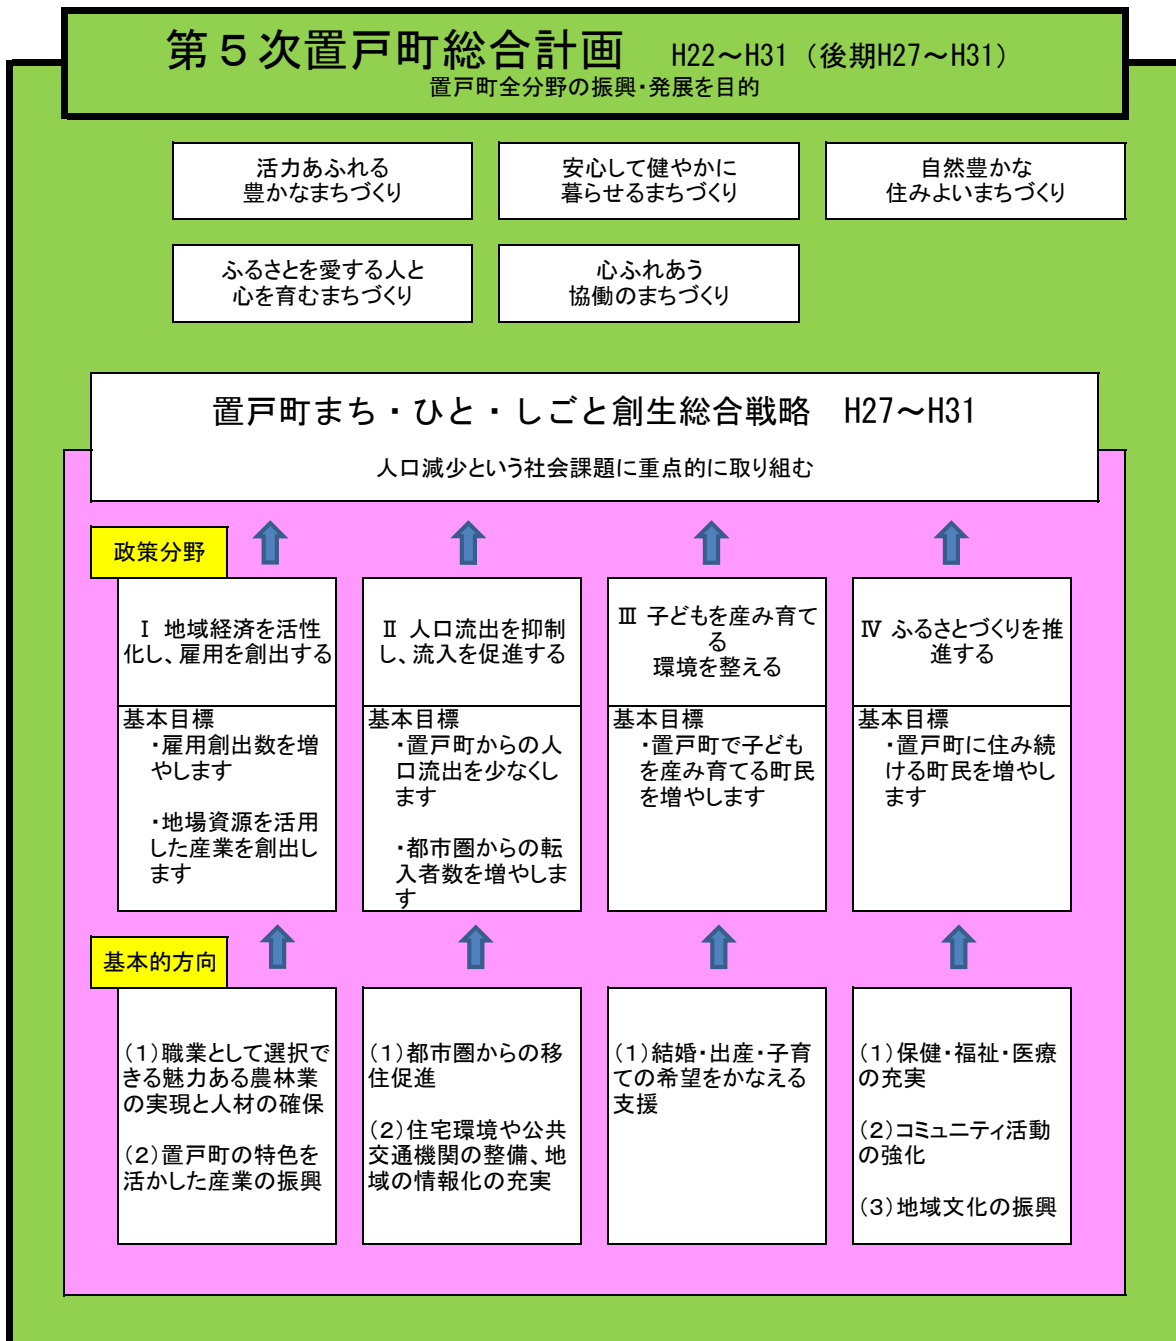 第５次置戸町総合計画　H22～H31（後期H27～H31）
置戸町全分野の振興・発展を目的
活力あふれる
豊かなまちづくり
安心して健やかに
暮らせるまちづくり
自然豊かな
住みよいまちづくり
ふるさとを愛する人と
心を育むまちづくり
心ふれあう
協働のまちづくり
置戸町まち・ひと・しごと創生総合戦略　H27～H31
人口減少という社会課題に重点的に取り組む
政策分野
Ⅰ 地域経済を活性
化し、雇用を創出する
基本目標
・雇用創出数を増
やします
・地場資源を活用
した産業を創出し
ます
Ⅱ 人口流出を抑制
し、流入を促進する
基本目標
・置戸町からの人
口流出を少なくし
ます
・都市圏からの転
入者数を増やしま
す
Ⅲ 子どもを産み育て
る
環境を整える
基本目標
・置戸町で子ども
を産み育てる町民
を増やします
Ⅳ ふるさとづくりを推
進する
基本目標
・置戸町に住み続
ける町民を増やし
ます
基本的方向
（１）職業として選択で
きる魅力ある農林業
の実現と人材の確保
（２）置戸町の特色を
活かした産業の振興
（１）都市圏からの移
住促進
（２）住宅環境や公共
交通機関の整備、地
域の情報化の充実
（１）結婚・出産・子育
ての希望をかなえる
支援
（１）保健・福祉・医療
の充実
（２）コミュニティ活動
の強化
（３）地域文化の振興